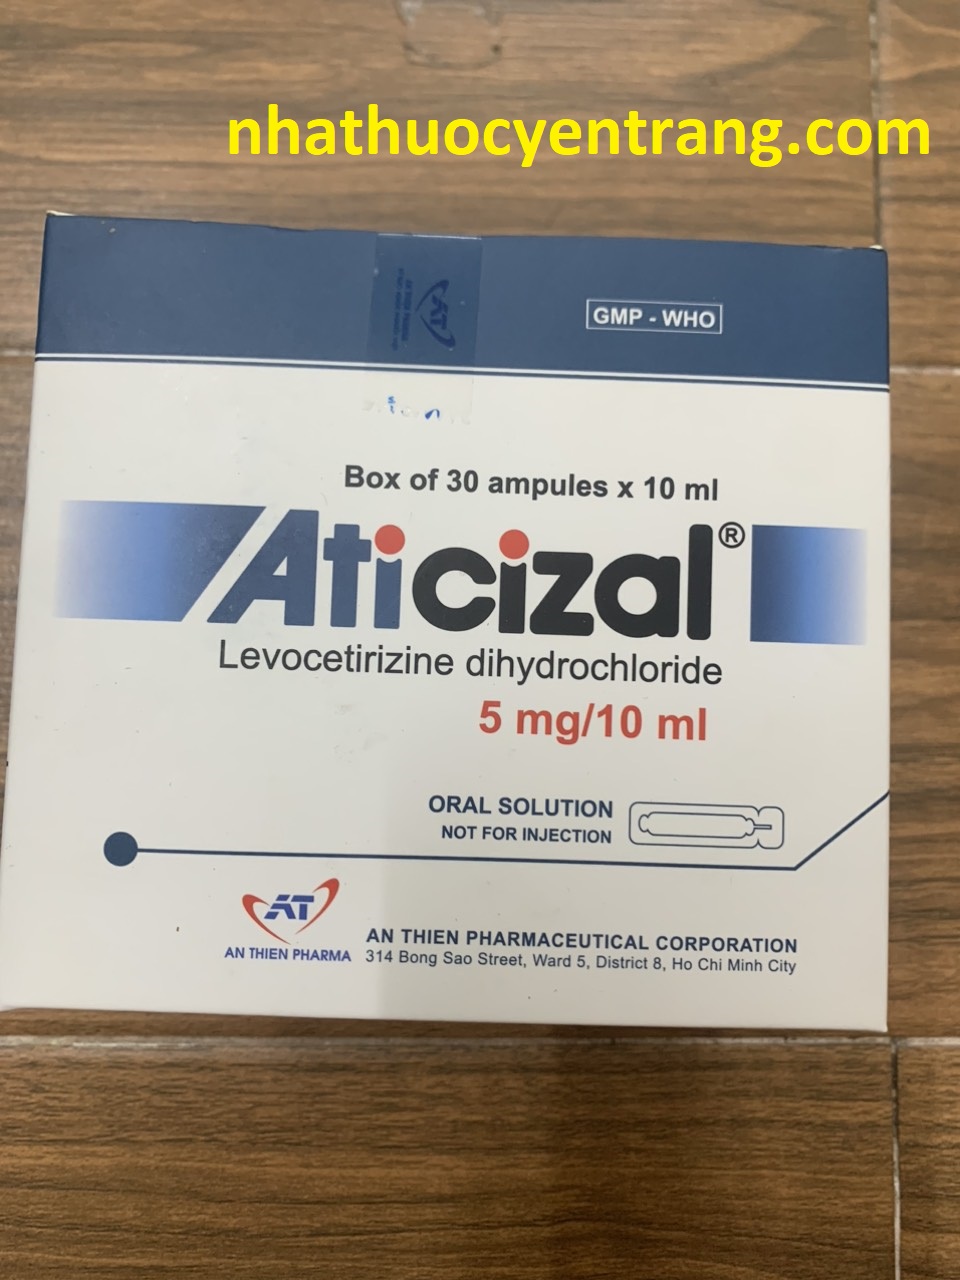 nhathuocyentrang.com
GMP - WHO
Box of 30 ampules x 10 ml
Aticizal®
Levocetirizine dihydrochloride
5 mg/10 ml
ORAL SOLUTION
NOT FOR INJECTION
AT
AN THIEN PHARMA
AN THIEN PHARMACEUTICAL CORPORATION
314 Bong Sao Street, Ward 5, District 8, Ho Chi Minh City